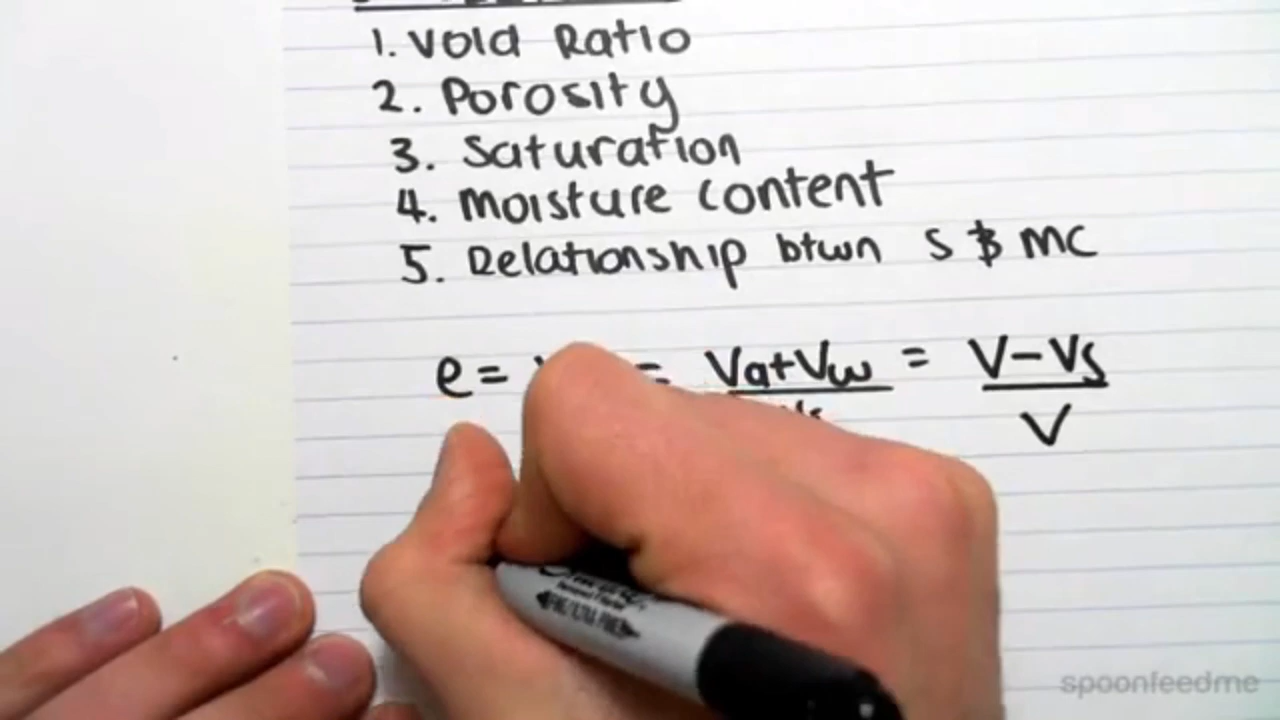 1. Void Ratio
2. Porosity
3. Saturation
4. Moisture content
5. Relationship btwn S & MC
e = = Va+Vw = V-Vs
V
spoonfeedme